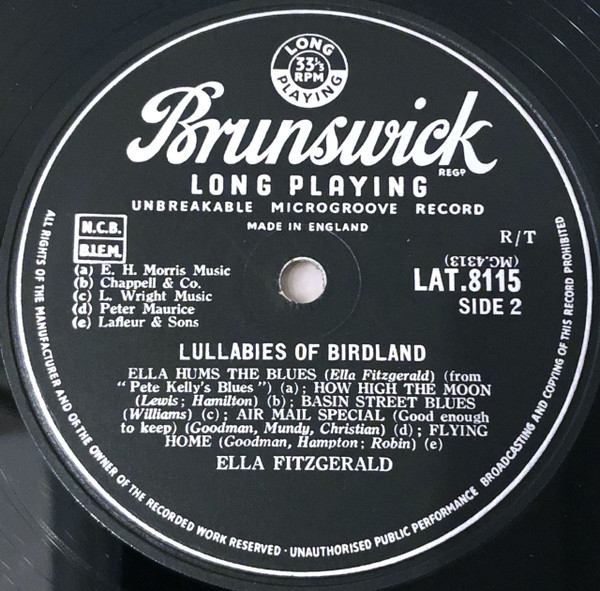 LONG
33⅓
RPM
PLAYING
Brunswick
REGD
LONG PLAYING
UNBREAKABLE MICROGROOVE RECORD
MADE IN ENGLAND
N.C.B.
B.I.E.M.
R/T
(MG.4313)
LAT.8115
SIDE 2
(a) E. H. Morris Music
(b) Chappell & Co.
(c) L. Wright Music
(d) Peter Maurice
(e) Lafleur & Sons
LULLABIES OF BIRDLAND
ELLA HUMS THE BLUES (Ella Fitzgerald) (from
“Pete Kelly's Blues”) (a); HOW HIGH THE MOON
(Lewis; Hamilton) (b); BASIN STREET BLUES
(Williams) (c); AIR MAIL SPECIAL (Good enough
to keep) (Goodman, Mundy, Christian) (d); FLYING
HOME (Goodman, Hampton; Robin) (e)
ELLA FITZGERALD
ALL RIGHTS OF THE MANUFACTURER AND OF THE OWNER OF THE RECORDED WORK RESERVED · UNAUTHORISED PUBLIC PERFORMANCE BROADCASTING AND COPYING OF THIS RECORD PROHIBITED